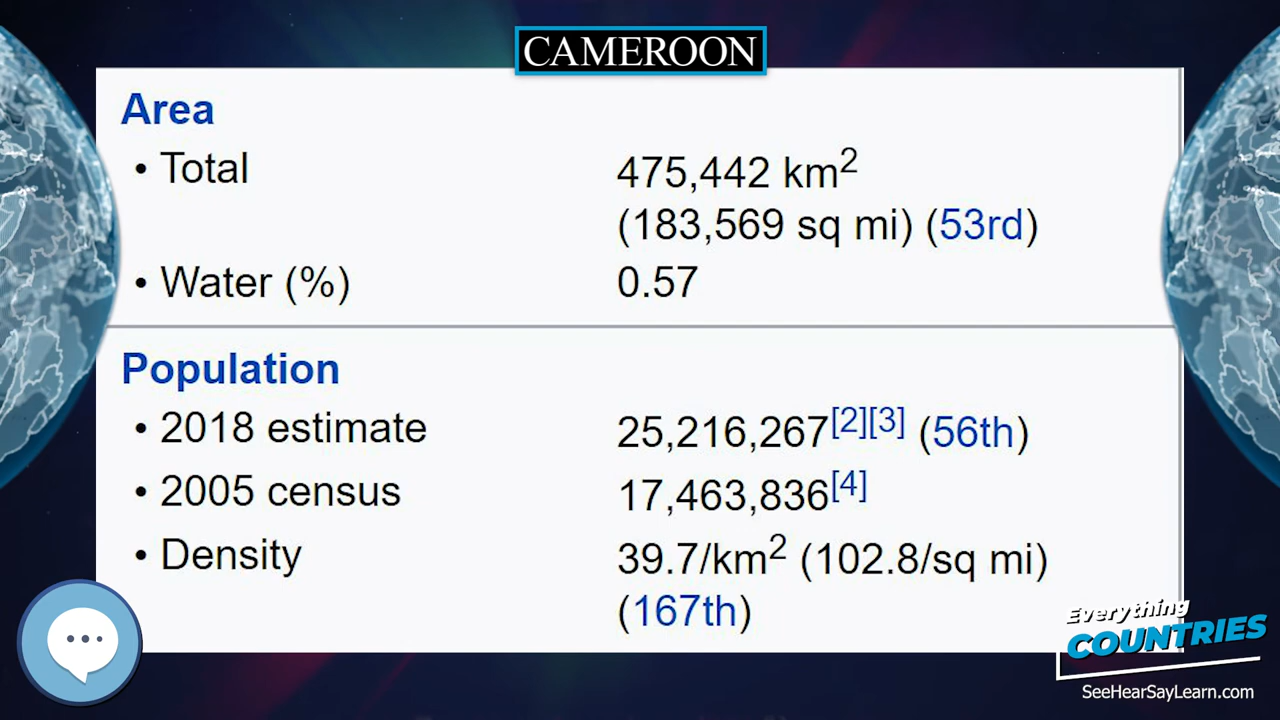 CAMEROON
Area
• Total 475,442 km²
(183,569 sq mi) (53rd)
• Water (%) 0.57
Population
• 2018 estimate 25,216,267[2][3] (56th)
• 2005 census 17,463,836[4]
• Density 39.7/km² (102.8/sq mi)
(167th)
Everything
COUNTRIES
SeeHearSayLearn.com